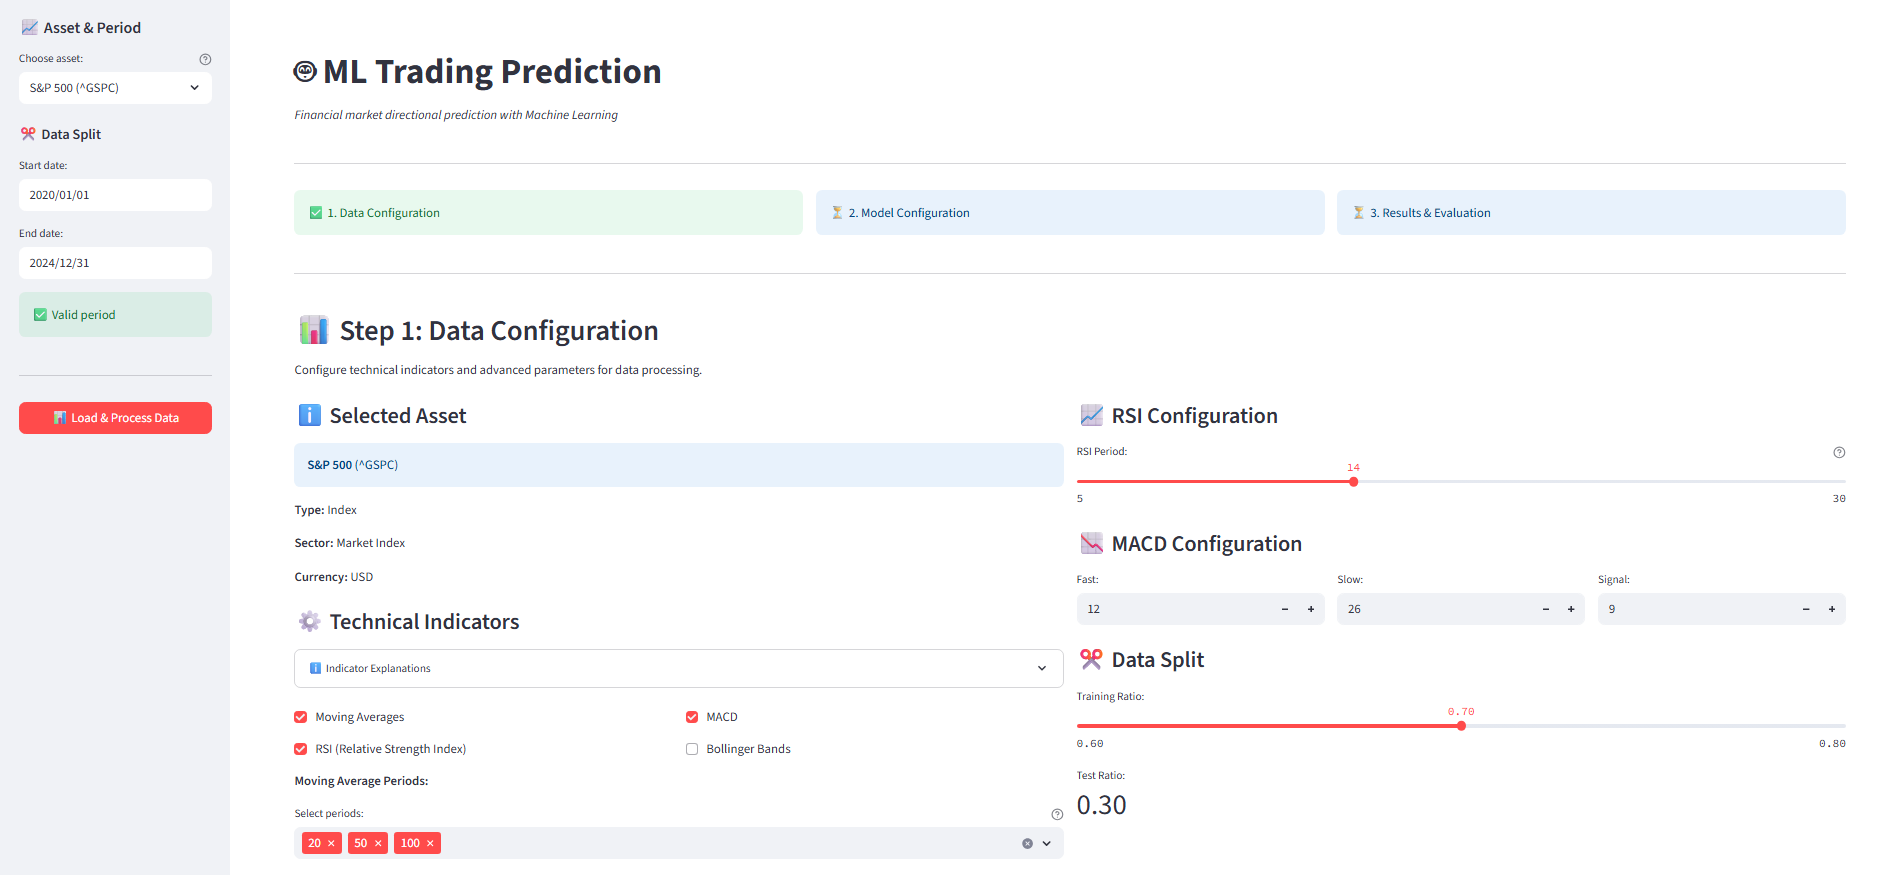 Asset & Period
Choose asset:
S&P 500 (^GSPC)
Data Split
Start date:
2020/01/01
End date:
2024/12/31
Valid period
Load & Process Data
ML Trading Prediction
Financial market directional prediction with Machine Learning
1. Data Configuration
2. Model Configuration
3. Results & Evaluation
Step 1: Data Configuration
Configure technical indicators and advanced parameters for data processing.
Selected Asset
S&P 500 (^GSPC)
Type: Index
Sector: Market Index
Currency: USD
Technical Indicators
Indicator Explanations
Moving Averages
MACD
RSI (Relative Strength Index)
Bollinger Bands
Moving Average Periods:
Select periods:
20 × 50 × 100 ×
RSI Configuration
RSI Period:
14
5 30
MACD Configuration
Fast: Slow: Signal:
12 − + 26 − + 9 − +
Data Split
Training Ratio:
0.70
0.60 0.80
Test Ratio:
0.30